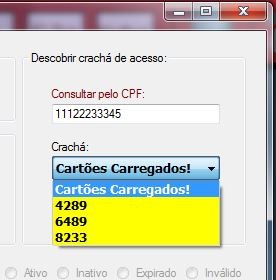 Descobrir crachá de acesso:
Consultar pelo CPF:
11122233345
Crachá:
Cartões Carregados!
Cartões Carregados!
4289
6489
8233
Ativo Inativo Expirado Inválido